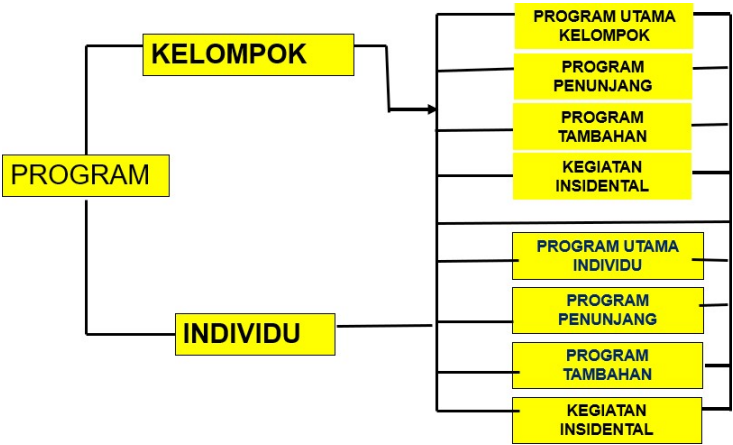 PROGRAM
KELOMPOK
PROGRAM UTAMA
KELOMPOK
PROGRAM
PENUNJANG
PROGRAM
TAMBAHAN
KEGIATAN
INSIDENTAL
INDIVIDU
PROGRAM UTAMA
INDIVIDU
PROGRAM
PENUNJANG
PROGRAM
TAMBAHAN
KEGIATAN
INSIDENTAL